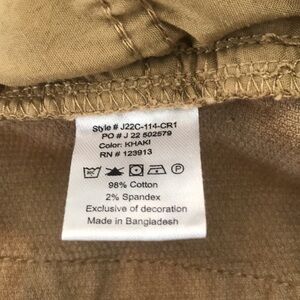 Style # J22C-114-CR1
PO # J 22 502579
Color: KHAKI
RN # 123913
98% Cotton
2% Spandex
Exclusive of decoration
Made in Bangladesh